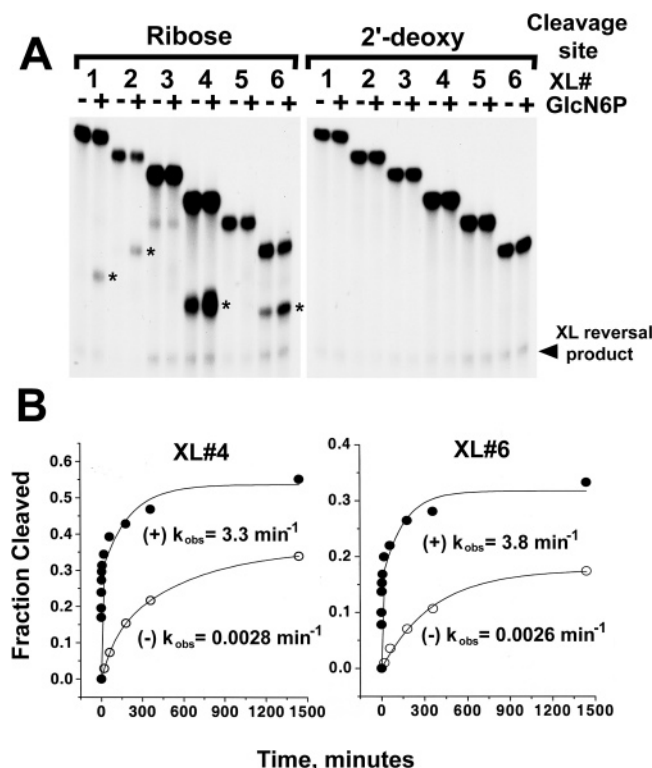 A
Ribose
2'-deoxy
Cleavage site
1 2 3 4 5 6
1 2 3 4 5 6
XL#
- + - + - + - + - + - +
- + - + - + - + - + - +
GlcN6P
*
*
*
*
XL reversal product
B
XL#4
XL#6
Fraction Cleaved
0.6
0.5
0.4
0.3
0.2
0.1
0.0
(+) kobs= 3.3 min-1
(-) kobs= 0.0028 min-1
0 300 600 900 1200 1500
0.4
0.3
0.2
0.1
0.0
(+) kobs= 3.8 min-1
(-) kobs= 0.0026 min-1
0 300 600 900 1200 1500
Time, minutes